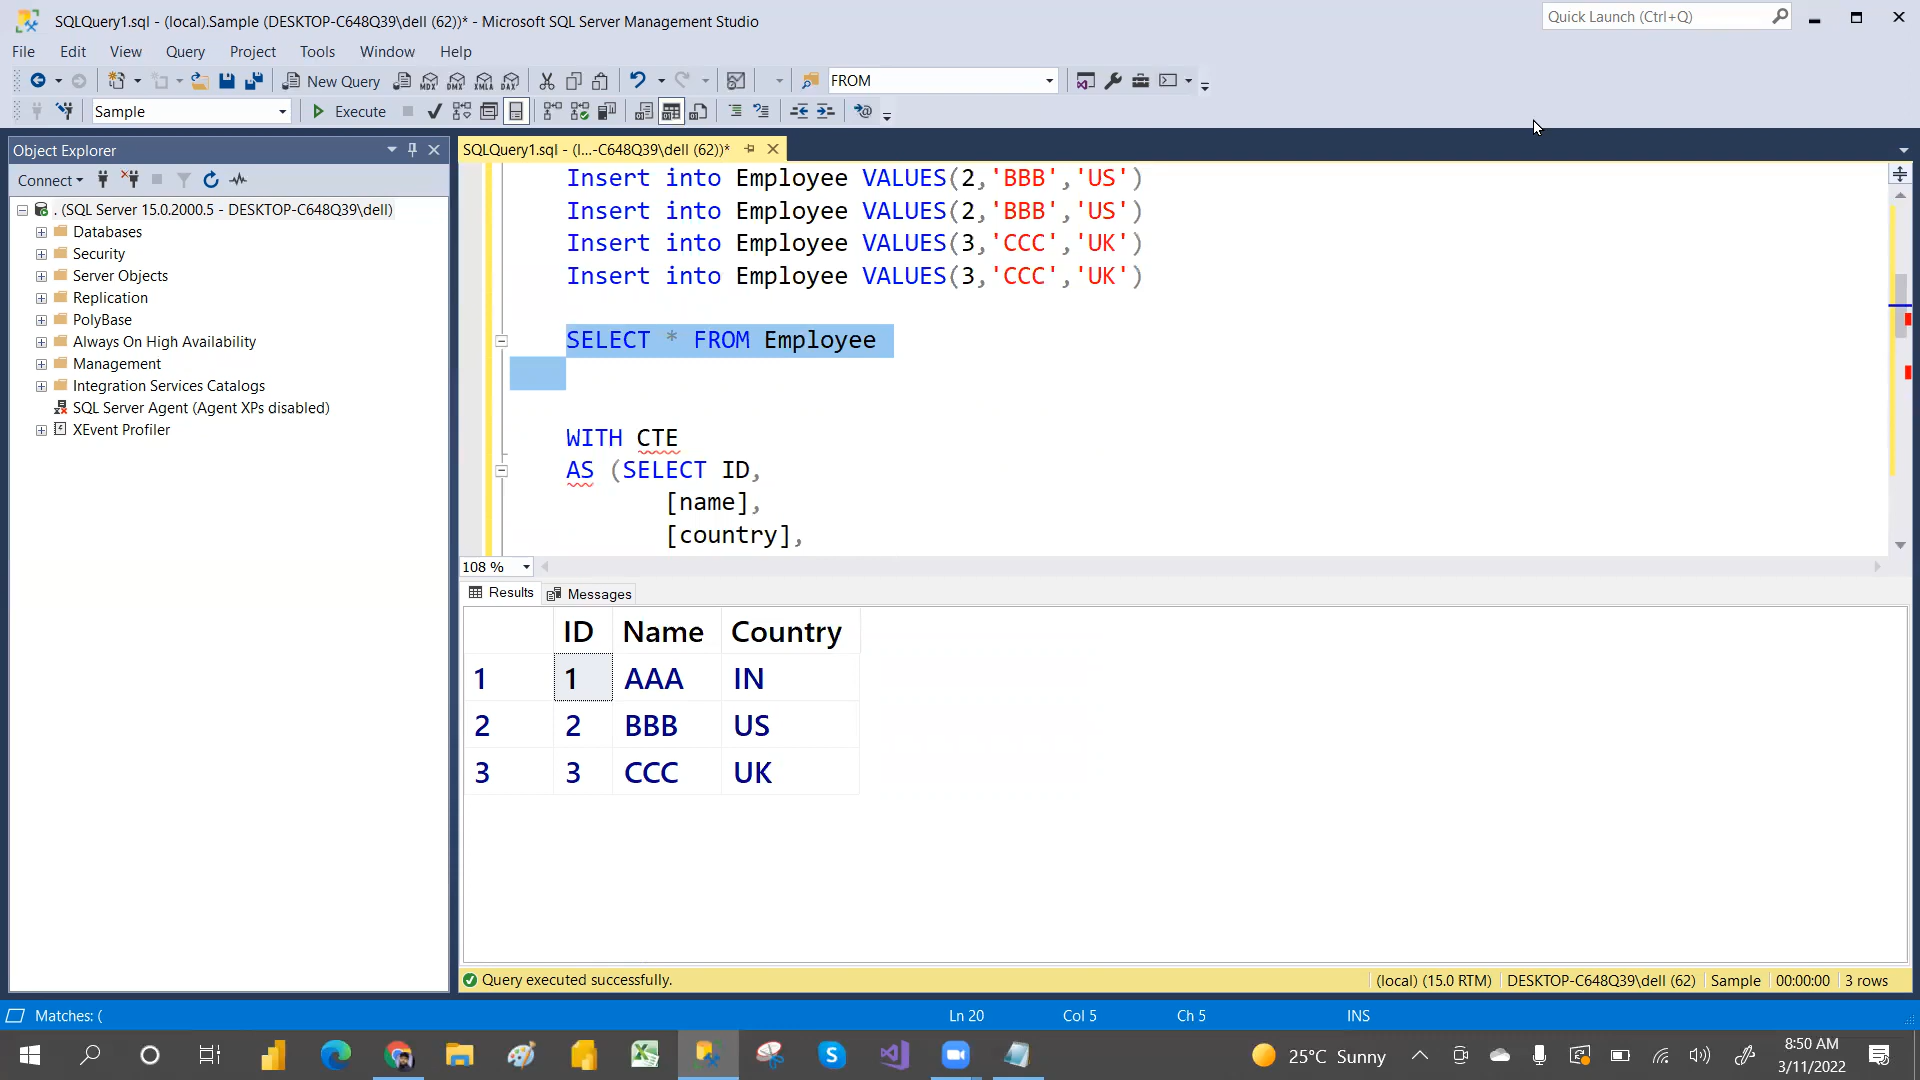 SQLQuery1.sql - (local).Sample (DESKTOP-C648Q39\dell (62))* - Microsoft SQL Server Management Studio
Quick Launch (Ctrl+Q)
File Edit View Query Project Tools Window Help
New Query MDX DMX XMLA DAX FROM
Sample Execute
Object Explorer
SQLQuery1.sql - (l...-C648Q39\dell (62))*
Connect
. (SQL Server 15.0.2000.5 - DESKTOP-C648Q39\dell)
Databases
Security
Server Objects
Replication
PolyBase
Always On High Availability
Management
Integration Services Catalogs
SQL Server Agent (Agent XPs disabled)
XEvent Profiler
Insert into Employee VALUES(2,'BBB','US')
Insert into Employee VALUES(2,'BBB','US')
Insert into Employee VALUES(3,'CCC','UK')
Insert into Employee VALUES(3,'CCC','UK')
SELECT * FROM Employee
WITH CTE
AS (SELECT ID,
[name],
[country],
108 %
Results Messages
ID Name Country
1 1 AAA IN
2 2 BBB US
3 3 CCC UK
Query executed successfully.
(local) (15.0 RTM) DESKTOP-C648Q39\dell (62) Sample 00:00:00 3 rows
Matches: (
Ln 20 Col 5 Ch 5 INS
25°C Sunny
8:50 AM
3/11/2022